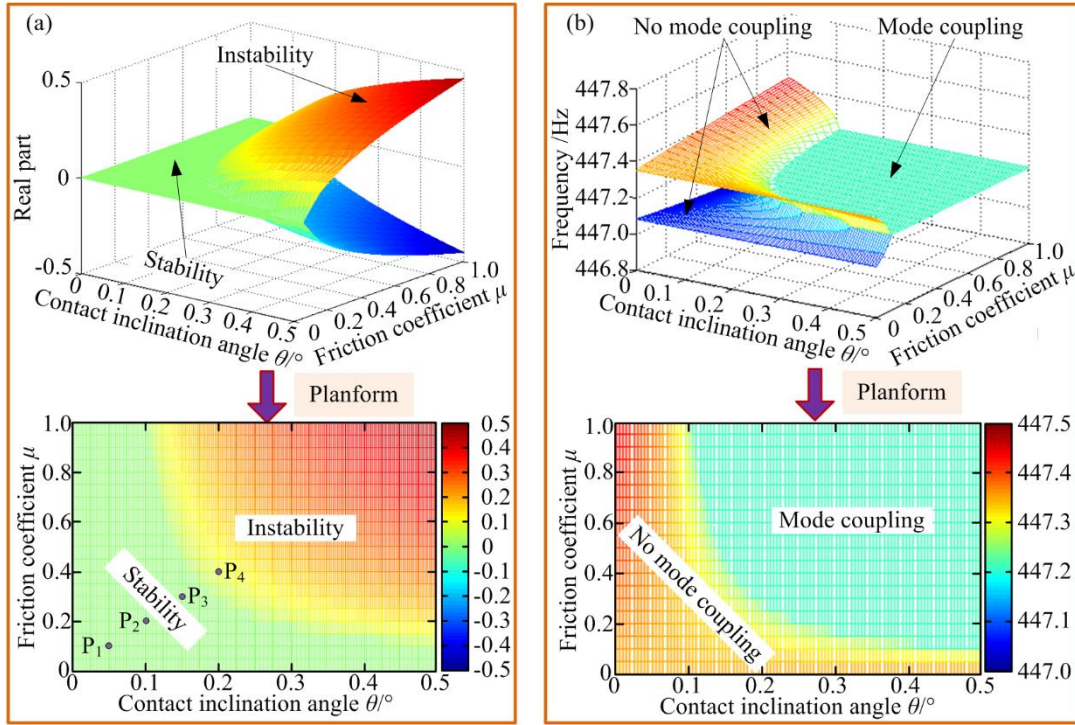 (a)
Instability
0.5
Real part
0
-0.5
Stability
0
0.1
0.2
0.3
0.4
0.5
Contact inclination angle θ/°
0
0.2
0.4
0.6
0.8
1.0
Friction coefficient μ
Planform
1.0
0.8
0.6
0.4
0.2
0
Friction coefficient μ
Instability
Stability
P1
P2
P3
P4
0
0.1
0.2
0.3
0.4
0.5
Contact inclination angle θ/°
0.5
0.4
0.3
0.2
0.1
0
-0.1
-0.2
-0.3
-0.4
-0.5
(b)
No mode coupling
Mode coupling
447.8
447.6
447.4
447.2
447.0
446.8
Frequency /Hz
0
0.1
0.2
0.3
0.4
0.5
Contact inclination angle θ/°
0
0.2
0.4
0.6
0.8
1.0
Friction coefficient μ
Planform
1.0
0.8
0.6
0.4
0.2
0
Friction coefficient μ
Mode coupling
No mode coupling
0
0.1
0.2
0.3
0.4
0.5
Contact inclination angle θ/°
447.5
447.4
447.3
447.2
447.1
447.0